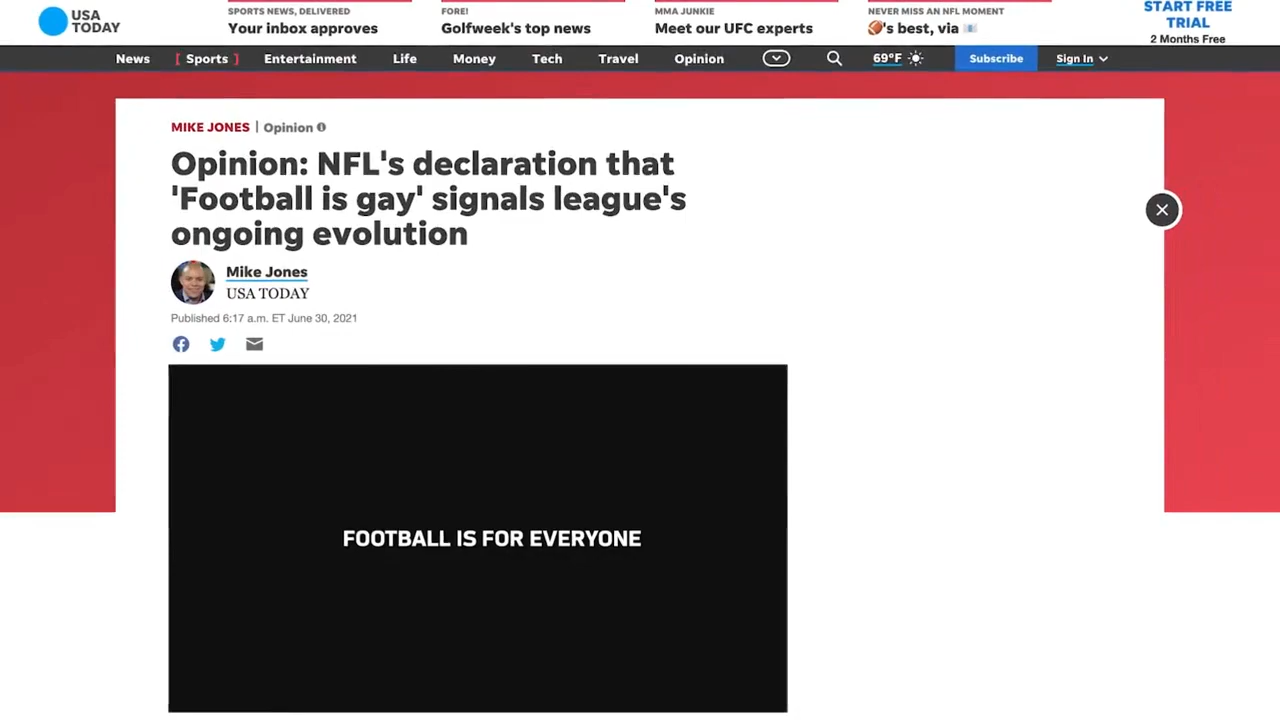 USA
TODAY
SPORTS NEWS, DELIVERED
Your inbox approves
FORE!
Golfweek's top news
MMA JUNKIE
Meet our UFC experts
NEVER MISS AN NFL MOMENT
🏈's best, via 📧
START FREE
TRIAL
2 Months Free
News [ Sports ] Entertainment Life Money Tech Travel Opinion 69°F Subscribe Sign In
MIKE JONES | Opinion
Opinion: NFL's declaration that
'Football is gay' signals league's
ongoing evolution
Mike Jones
USA TODAY
Published 6:17 a.m. ET June 30, 2021
FOOTBALL IS FOR EVERYONE